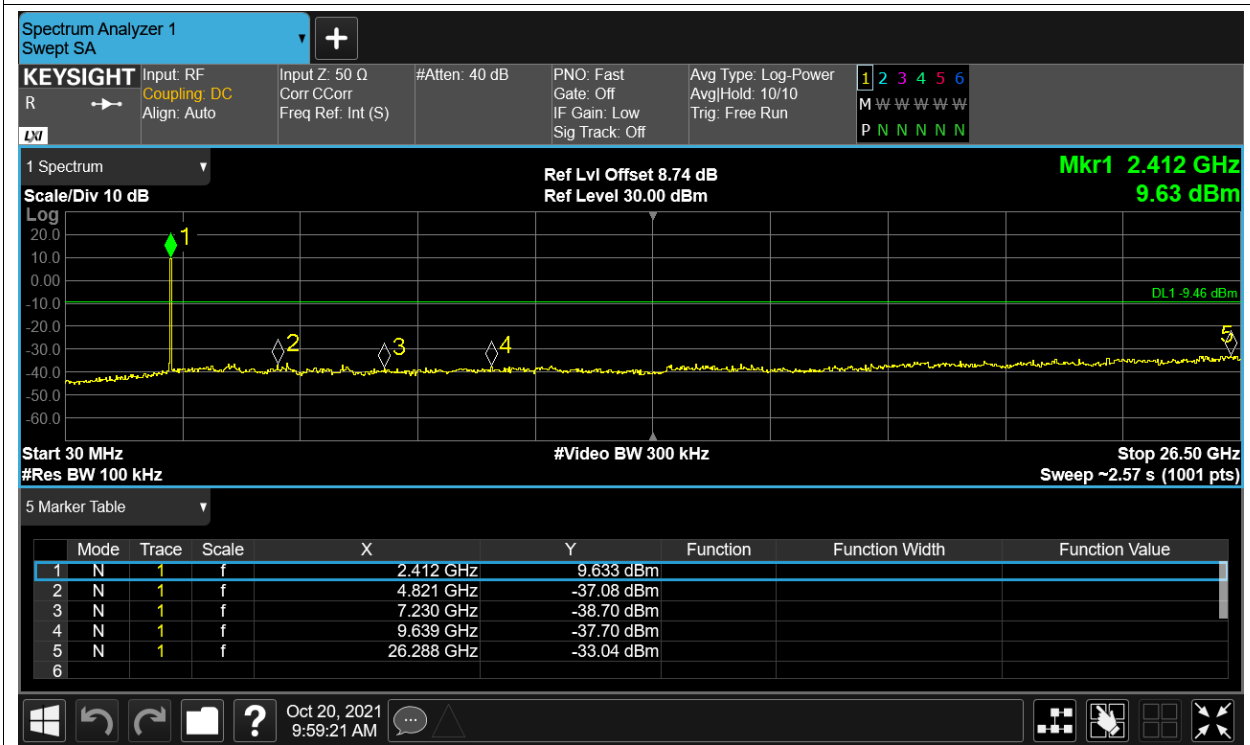 Spectrum Analyzer 1
Swept SA
KEYSIGHT
R
LXI
Input: RF
Coupling: DC
Align: Auto
Input Z: 50 Ω
Corr CCorr
Freq Ref: Int (S)
#Atten: 40 dB
PNO: Fast
Gate: Off
IF Gain: Low
Sig Track: Off
Avg Type: Log-Power
Avg|Hold: 10/10
Trig: Free Run
1 2 3 4 5 6
M W W W W W
P N N N N N
1 Spectrum
Scale/Div 10 dB
Ref Lvl Offset 8.74 dB
Ref Level 30.00 dBm
Mkr1 2.412 GHz
9.63 dBm
Log
20.0
10.0
0.00
-10.0
-20.0
-30.0
-40.0
-50.0
-60.0
1
2
3
4
5
DL1 -9.46 dBm
Start 30 MHz
#Res BW 100 kHz
#Video BW 300 kHz
Stop 26.50 GHz
Sweep ~2.57 s (1001 pts)
5 Marker Table
Mode Trace Scale X Y Function Function Width Function Value
1 N 1 f 2.412 GHz 9.633 dBm
2 N 1 f 4.821 GHz -37.08 dBm
3 N 1 f 7.230 GHz -38.70 dBm
4 N 1 f 9.639 GHz -37.70 dBm
5 N 1 f 26.288 GHz -33.04 dBm
6
?
Oct 20, 2021
9:59:21 AM